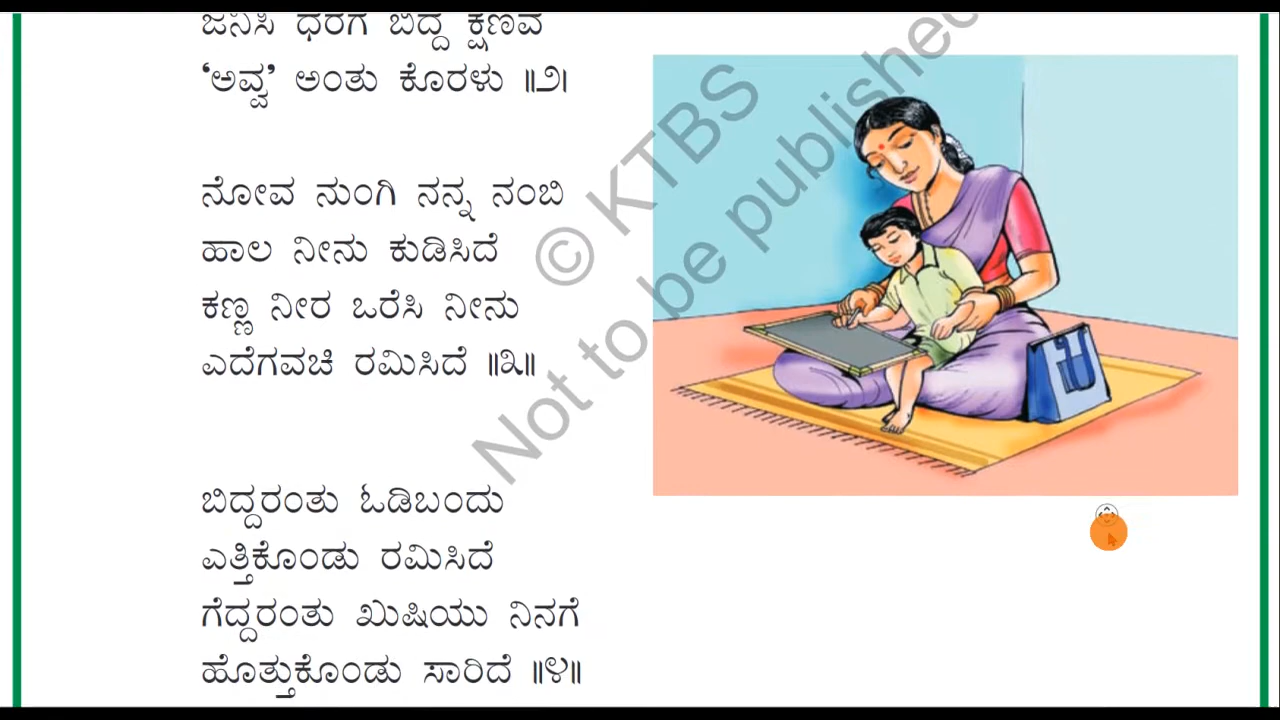 ಜನಿಸಿ ಧರೆಗೆ ಬಿದ್ದ ಕ್ಷಣವೆ
‘ಅವ್ವ’ ಅಂತು ಕೊರಳು ॥೨॥
ನೋವ ನುಂಗಿ ನನ್ನ ನಂಬಿ
ಹಾಲ ನೀನು ಕುಡಿಸಿದೆ
ಕಣ್ಣ ನೀರ ಒರೆಸಿ ನೀನು
ಎದೆಗವಚಿ ರಮಿಸಿದೆ ॥೩॥
ಬಿದ್ದರಂತು ಓಡಿಬಂದು
ಎತ್ತಿಕೊಂಡು ರಮಿಸಿದೆ
ಗೆದ್ದರಂತು ಖುಷಿಯು ನಿನಗೆ
ಹೊತ್ತುಕೊಂಡು ಸಾರಿದೆ ॥೪॥
© KTBS
Not to be published